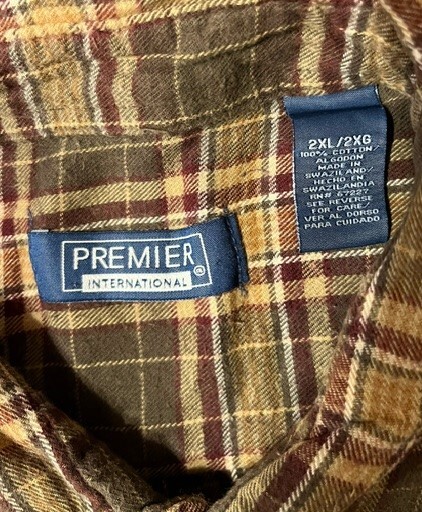 PREMIER
INTERNATIONAL
2XL/2XG
100% COTTON/
ALGODON
MADE IN
SWAZILAND/
HECHO EN
SWAZILANDIA
RN# 67227
SEE REVERSE
FOR CARE/
VER AL DORSO
PARA CUIDADO